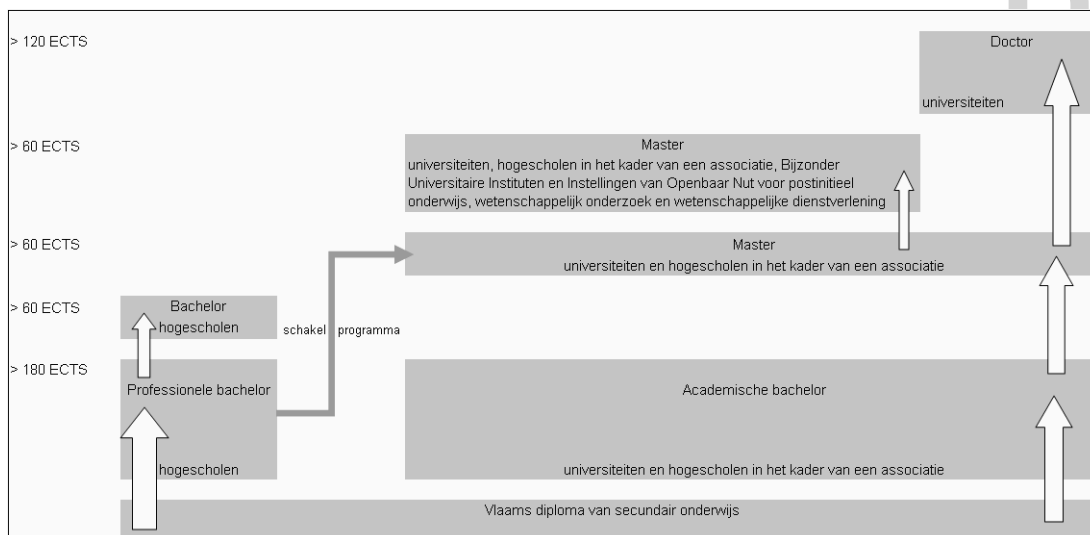 > 120 ECTS
Doctor
universiteiten
> 60 ECTS
Master
universiteiten, hogescholen in het kader van een associatie, Bijzonder
Universitaire Instituten en Instellingen van Openbaar Nut voor postinitieel
onderwijs, wetenschappelijk onderzoek en wetenschappelijke dienstverlening
> 60 ECTS
Master
universiteiten en hogescholen in het kader van een associatie
> 60 ECTS
Bachelor
hogescholen
schakel programma
> 180 ECTS
Professionele bachelor
hogescholen
Academische bachelor
universiteiten en hogescholen in het kader van een associatie
Vlaams diploma van secundair onderwijs